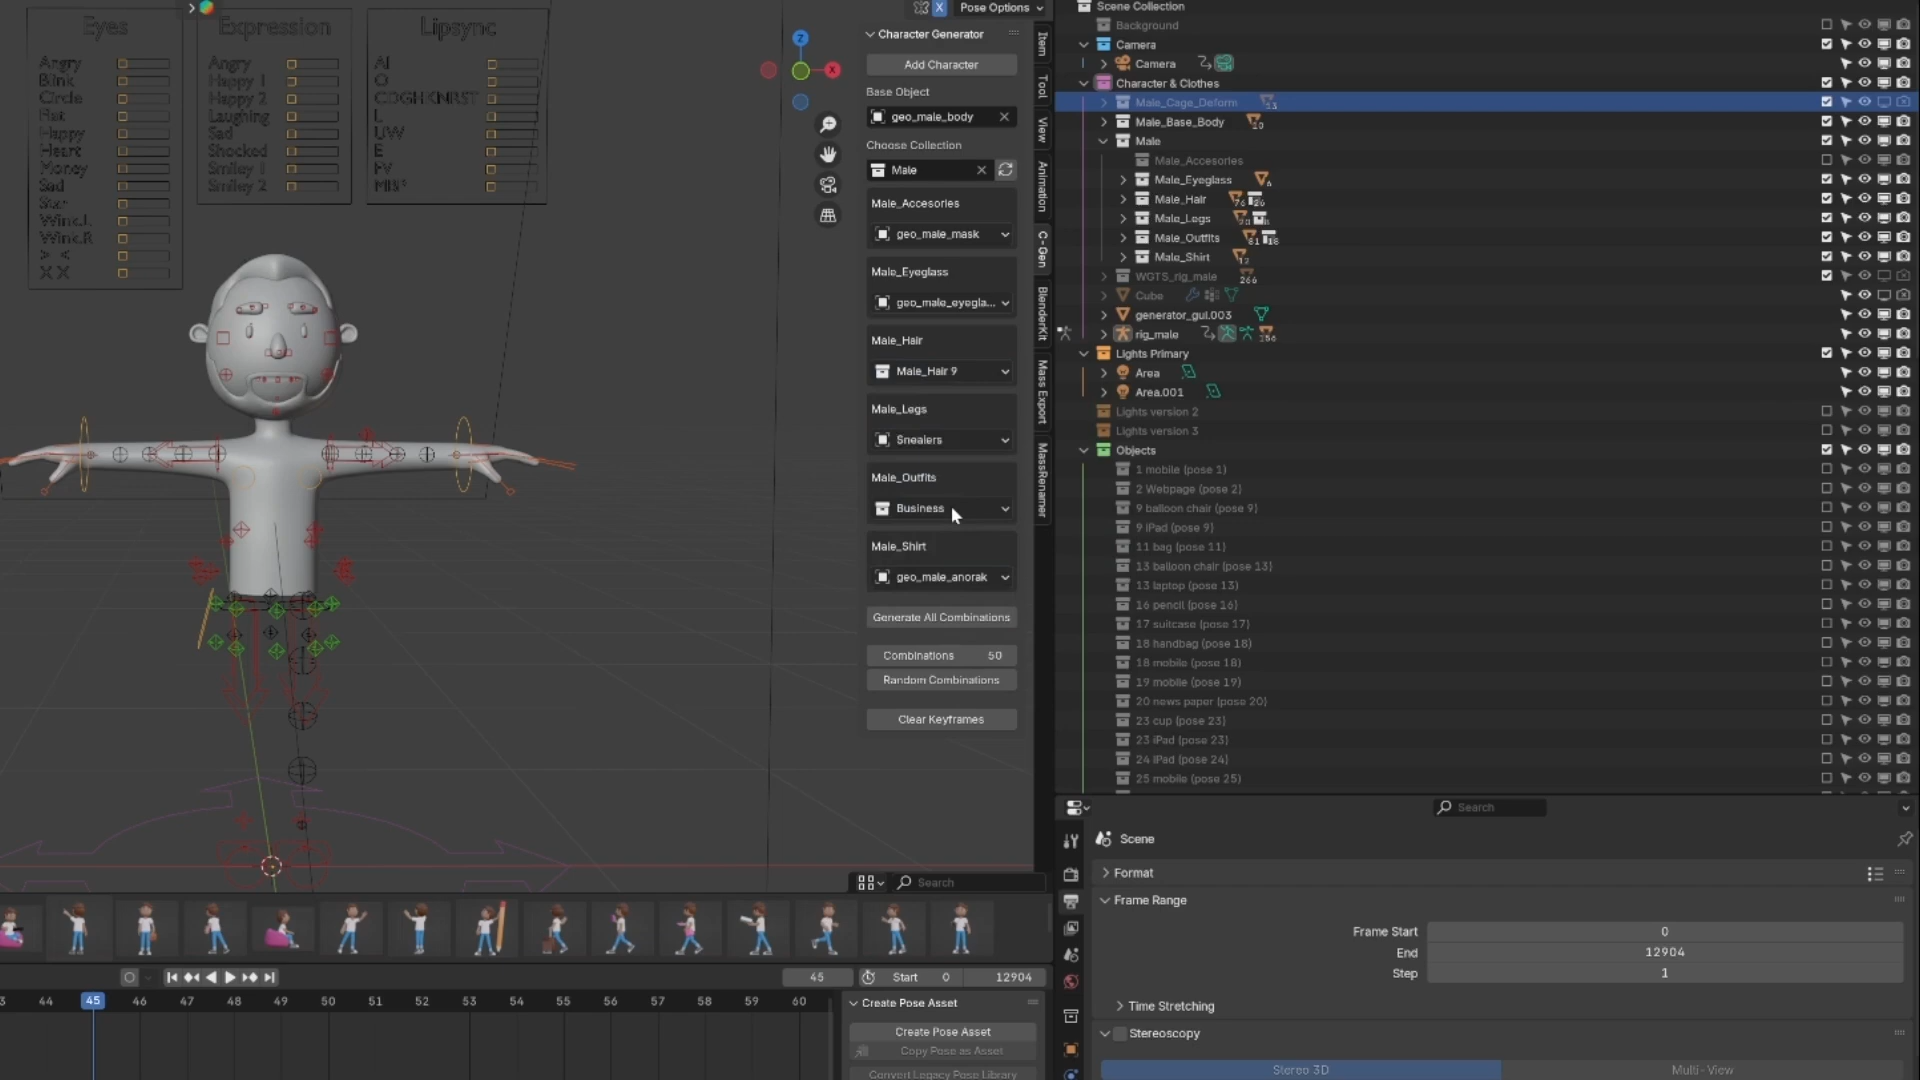 Eyes
Angry
Blink
Circle
Flat
Happy
Heart
Money
Sad
Star
Wink.L
Wink.R
> <
X X
Expression
Angry
Happy 1
Happy 2
Laughing
Sad
Shocked
Smiley 1
Smiley 2
Lipsync
AI
O
CDGHKNRST
L
UW
E
FV
MBP
X
Pose Options
Z
X
Character Generator
Add Character
Base Object
geo_male_body
Choose Collection
Male
Male_Accesories
geo_male_mask
Male_Eyeglass
geo_male_eyegla...
Male_Hair
Male_Hair 9
Male_Legs
Snealers
Male_Outfits
Business
Male_Shirt
geo_male_anorak
Generate All Combinations
Combinations 50
Random Combinations
Clear Keyframes
Item
Tool
View
Animation
C-Gen
BlenderKit
Mass Export
MassRenamer
Scene Collection
Background
Camera
Camera
Character & Clothes
Male_Cage_Deform
Male_Base_Body
Male
Male_Accesories
Male_Eyeglass
Male_Hair
Male_Legs
Male_Outfits
Male_Shirt
WGTS_rig_male 266
Cube
generator_gui.003
rig_male
Lights Primary
Area
Area.001
Lights version 2
Lights version 3
Objects
1 mobile (pose 1)
2 Webpage (pose 2)
9 balloon chair (pose 9)
9 iPad (pose 9)
11 bag (pose 11)
13 balloon chair (pose 13)
13 laptop (pose 13)
16 pencil (pose 16)
17 suitcase (pose 17)
18 handbag (pose 18)
18 mobile (pose 18)
19 mobile (pose 19)
20 news paper (pose 20)
23 cup (pose 23)
23 iPad (pose 23)
24 iPad (pose 24)
25 mobile (pose 25)
Search
Scene
Format
Frame Range
Frame Start 0
End 12904
Step 1
Time Stretching
Stereoscopy
Stereo 3D
Multi-View
Search
45
Start 0
12904
44 45 46 47 48 49 50 51 52 53 54 55 56 57 58 59 60
Create Pose Asset
Create Pose Asset
Copy Pose as Asset
Convert Legacy Pose Library